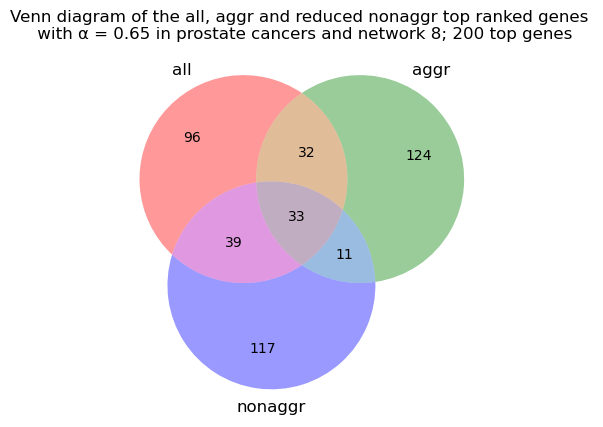 Venn diagram of the all, aggr and reduced nonaggr top ranked genes
with α = 0.65 in prostate cancers and network 8; 200 top genes
all
aggr
96
32
124
33
39
11
117
nonaggr